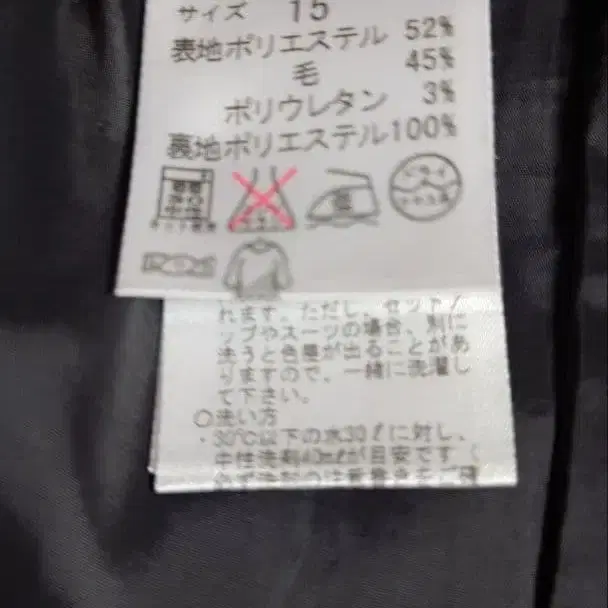 サイズ 15
表地ポリエステル 52%
毛 45%
ポリウレタン 3%
裏地ポリエステル100%
れます。ただし、セットア
ップやスーツの場合、別に
洗うと色差が出ることがあ
りますので、一緒に洗濯し
て下さい。
○洗い方
・30℃以下の水30ℓに対し、
中性洗剤40mℓが目安です